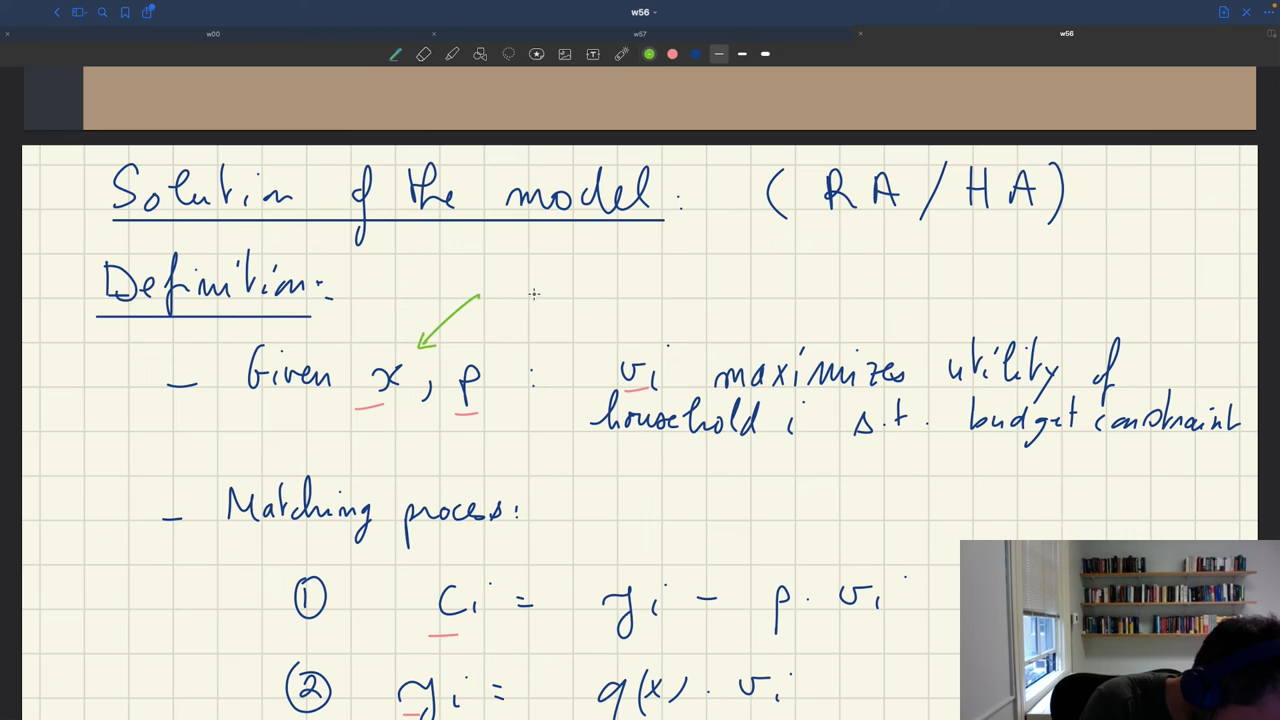 w56
w00
w57
w56
Solution of the model : (RA/HA)
Definition:
- Given x, p : vi maximizes utility of
household i s.t. budget constraint
- Matching process:
① ci = yi - p . vi
② yi = q(x) . vi